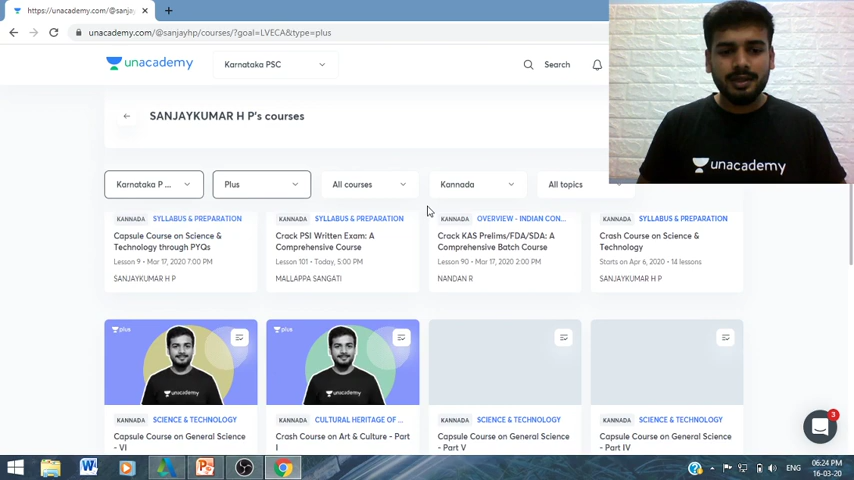 https://unacademy.com/@sanja
unacademy.com/@sanjayhp/courses/?goal=LVECA&type=plus
unacademy
Karnataka PSC
Search
SANJAYKUMAR H P's courses
unacademy
Karnataka P ...
Plus
All courses
Kannada
All topics
KANNADA SYLLABUS & PREPARATION
Capsule Course on Science &
Technology through PYQs
Lesson 9 • Mar 17, 2020 7:00 PM
SANJAYKUMAR H P
KANNADA SYLLABUS & PREPARATION
Crack PSI Written Exam: A
Comprehensive Course
Lesson 101 • Today, 5:00 PM
MALLAPPA SANGATI
KANNADA OVERVIEW - INDIAN CON...
Crack KAS Prelims/FDA/SDA: A
Comprehensive Batch Course
Lesson 90 • Mar 17, 2020 2:00 PM
NANDAN R
KANNADA SYLLABUS & PREPARATION
Crash Course on Science &
Technology
Starts on Apr 6, 2020 • 14 lessons
SANJAYKUMAR H P
plus
unacademy
KANNADA SCIENCE & TECHNOLOGY
Capsule Course on General Science
- VI
plus
unacademy
KANNADA CULTURAL HERITAGE OF ...
Crash Course on Art & Culture - Part
I
KANNADA SCIENCE & TECHNOLOGY
Capsule Course on General Science
- Part V
KANNADA SCIENCE & TECHNOLOGY
Capsule Course on General Science
- Part IV
3
ENG
06:24 PM
16-03-20